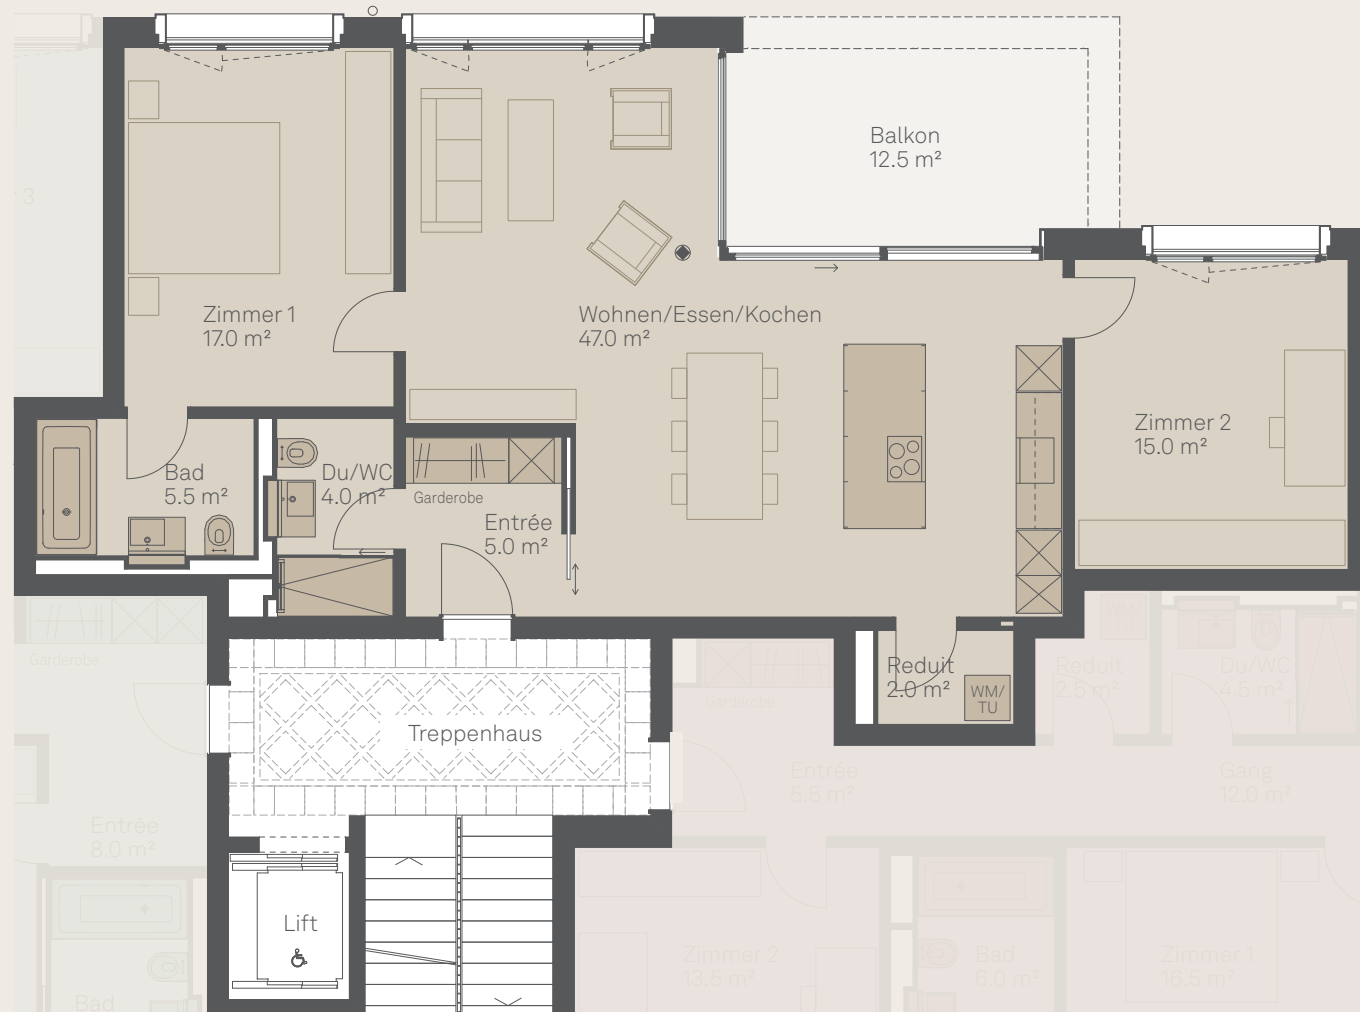 Balkon
12.5 m²
3
Zimmer 1
17.0 m²
Wohnen/Essen/Kochen
47.0 m²
Zimmer 2
15.0 m²
Bad
5.5 m²
Du/WC
4.0 m²
Garderobe
Entrée
5.0 m²
Garderobe
Reduit
2.0 m²
WM/
TU
WM/
TU
Reduit
2.5 m²
Du/WC
4.5 m²
Garderobe
Treppenhaus
Entrée
5.5 m²
Gang
12.0 m²
Entrée
8.0 m²
Lift
Zimmer 2
13.5 m²
Bad
6.0 m²
Zimmer 1
16.5 m²
Bad